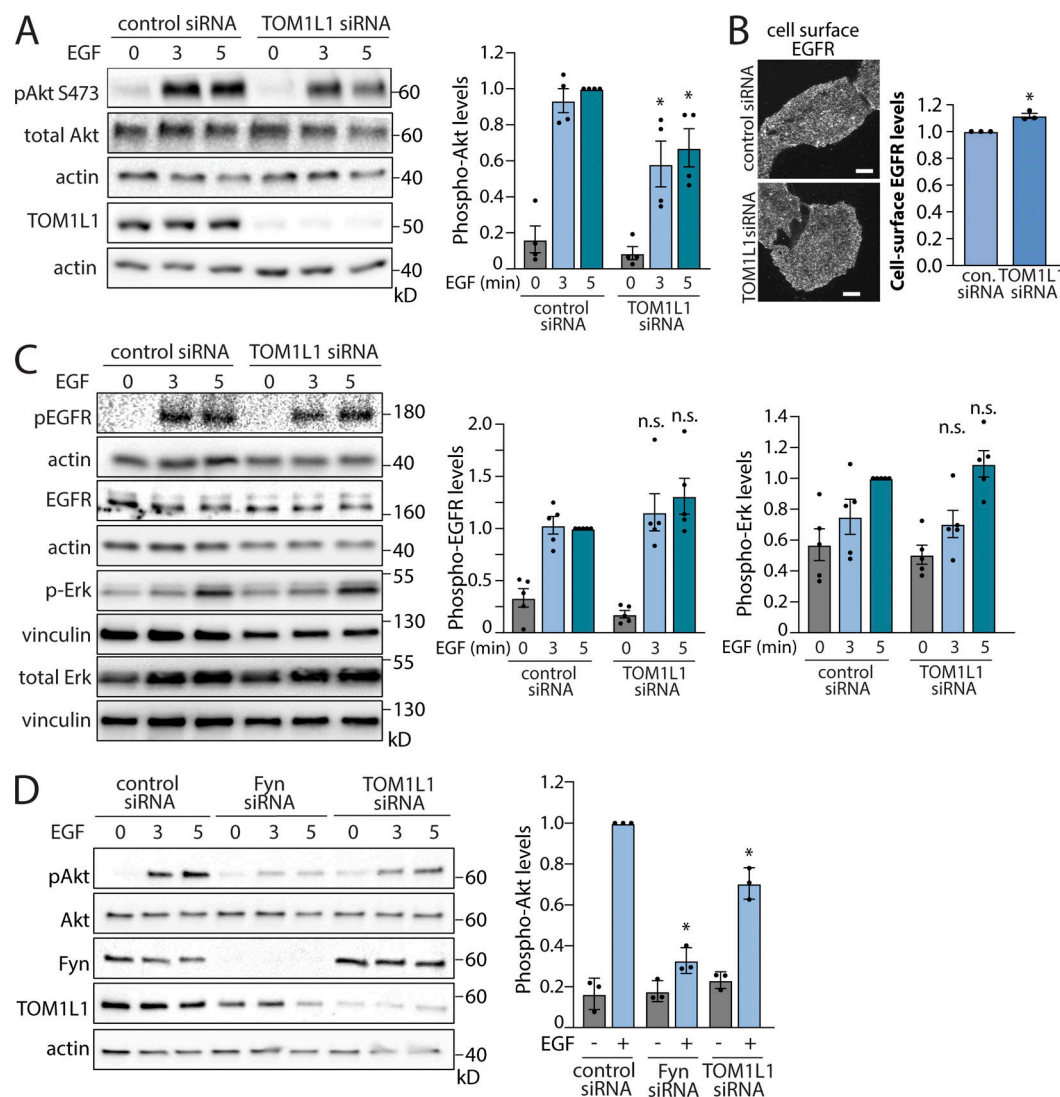 A
control siRNA TOM1L1 siRNA
EGF 0 3 5 0 3 5
pAkt S473 60
total Akt 60
actin 40
TOM1L1 50
actin 40
kD
Phospho-Akt levels
1.2
1.0
0.8
0.6
0.4
0.2
0
* *
EGF (min) 0 3 5 0 3 5
control siRNA
TOM1L1 siRNA
B
cell surface
EGFR
control siRNA
TOM1L1 siRNA
Cell-surface EGFR levels
1.2
1.0
0.8
0.6
0.4
0.2
0.0
*
con. TOM1L1
siRNA siRNA
C
control siRNA TOM1L1 siRNA
EGF 0 3 5 0 3 5
pEGFR 180
actin 40
EGFR 160
actin 40
p-Erk 55
vinculin 130
total Erk 55
vinculin 130
kD
Phospho-EGFR levels
2.0
1.5
1.0
0.5
0
n.s. n.s.
EGF (min) 0 3 5 0 3 5
control siRNA
TOM1L1 siRNA
Phospho-Erk levels
1.4
1.2
1.0
0.8
0.6
0.4
0.2
0
n.s. n.s.
EGF (min) 0 3 5 0 3 5
control siRNA
TOM1L1 siRNA
D
control Fyn TOM1L1
siRNA siRNA siRNA
EGF 0 3 5 0 3 5 0 3 5
pAkt 60
Akt 60
Fyn 60
TOM1L1 60
actin 40
kD
Phospho-Akt levels
1.2
1.0
0.8
0.6
0.4
0.2
0
* *
EGF - + - + - +
control Fyn TOM1L1
siRNA siRNA siRNA